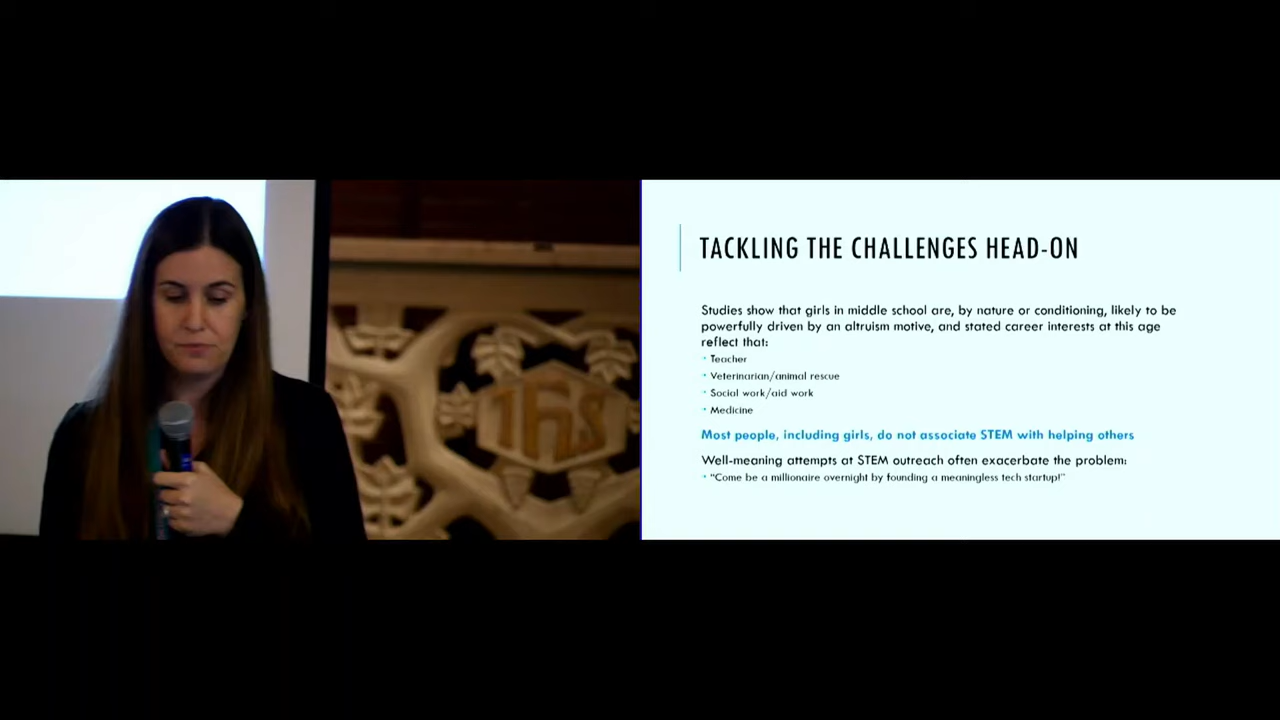 IHS
TACKLING THE CHALLENGES HEAD-ON
Studies show that girls in middle school are, by nature or conditioning, likely to be
powerfully driven by an altruism motive, and stated career interests at this age
reflect that:
· Teacher
· Veterinarian/animal rescue
· Social work/aid work
· Medicine
Most people, including girls, do not associate STEM with helping others
Well-meaning attempts at STEM outreach often exacerbate the problem:
· “Come be a millionaire overnight by founding a meaningless tech startup!”